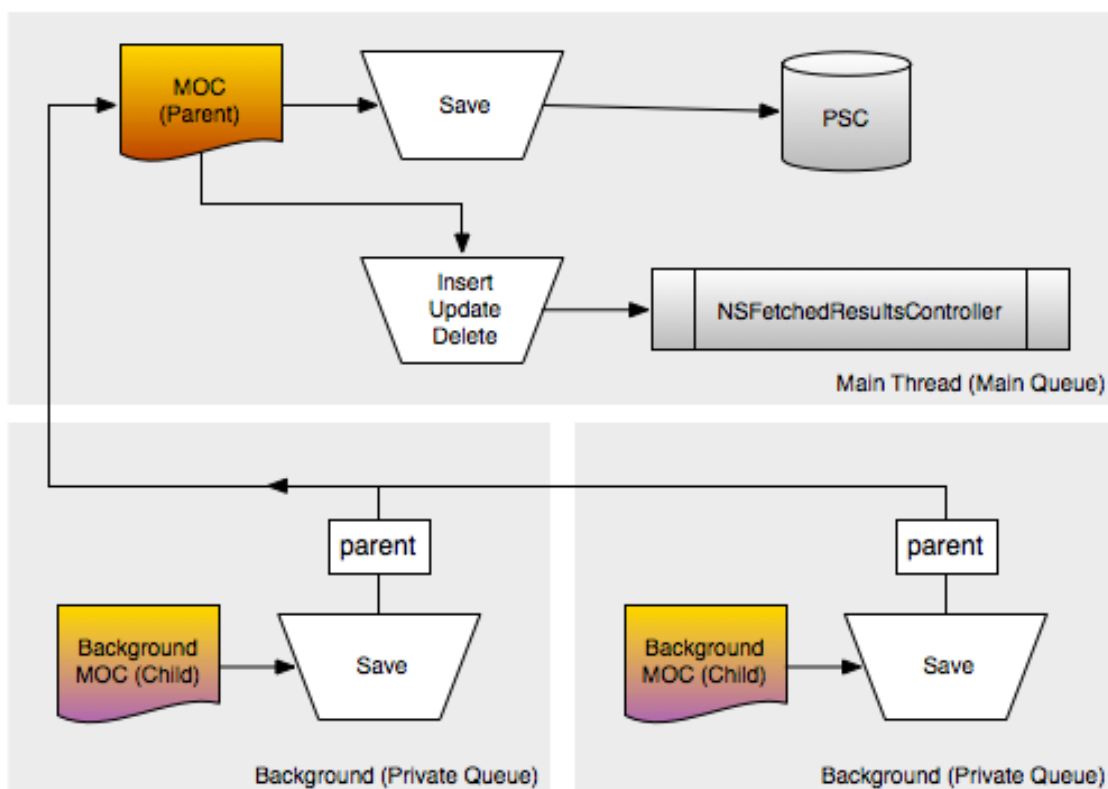 MOC
(Parent)
Save
PSC
Insert
Update
Delete
NSFetchedResultsController
Main Thread (Main Queue)
parent
Background
MOC (Child)
Save
Background (Private Queue)
parent
Background
MOC (Child)
Save
Background (Private Queue)